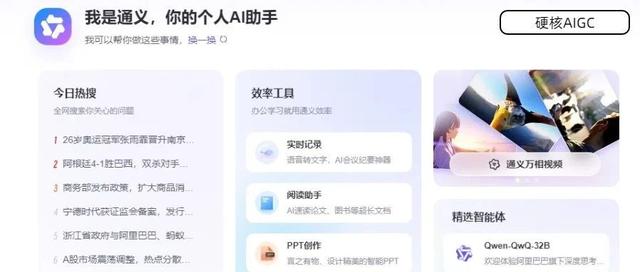 我是通义，你的个人AI助手
硬核AIGC
我可以帮你做这些事情，换一换
今日热搜
全网搜索你关心的问题
1 26岁奥运冠军张雨霏晋升南京...
2 阿根廷4-1胜巴西，双杀对手...
3 商务部发布政策，扩大商品消...
4 宁德时代获证监会备案，发行...
5 浙江省政府与阿里巴巴、蚂蚁...
6 A股市场震荡调整，热点分散...
效率工具
办公学习就用通义效率
实时记录
语音转文字，AI会议纪要神器
阅读助手
AI速读论文、图书等超长文档
PPT创作
言之有物、设计精美的智能PPT
通义万相视频
精选智能体
Qwen-QwQ-32B
欢迎体验阿里巴巴旗下深度思考...